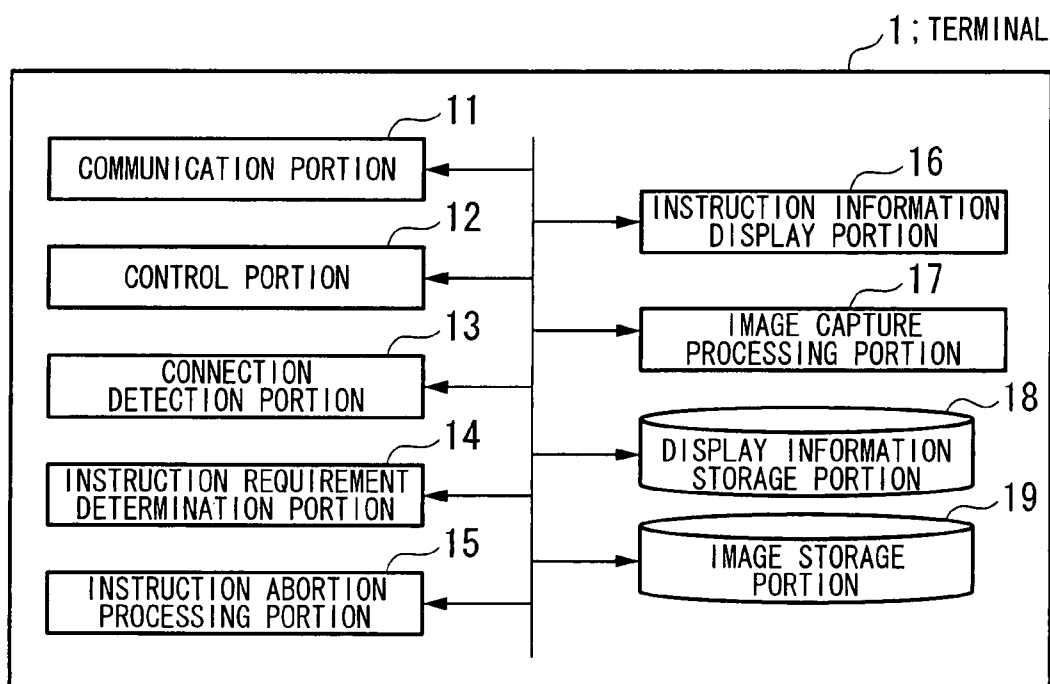 1; TERMINAL
11
COMMUNICATION PORTION
12
CONTROL PORTION
13
CONNECTION
DETECTION PORTION
14
INSTRUCTION REQUIREMENT
DETERMINATION PORTION
15
INSTRUCTION ABORTION
PROCESSING PORTION
16
INSTRUCTION INFORMATION
DISPLAY PORTION
17
IMAGE CAPTURE
PROCESSING PORTION
18
DISPLAY INFORMATION
STORAGE PORTION
19
IMAGE STORAGE
PORTION